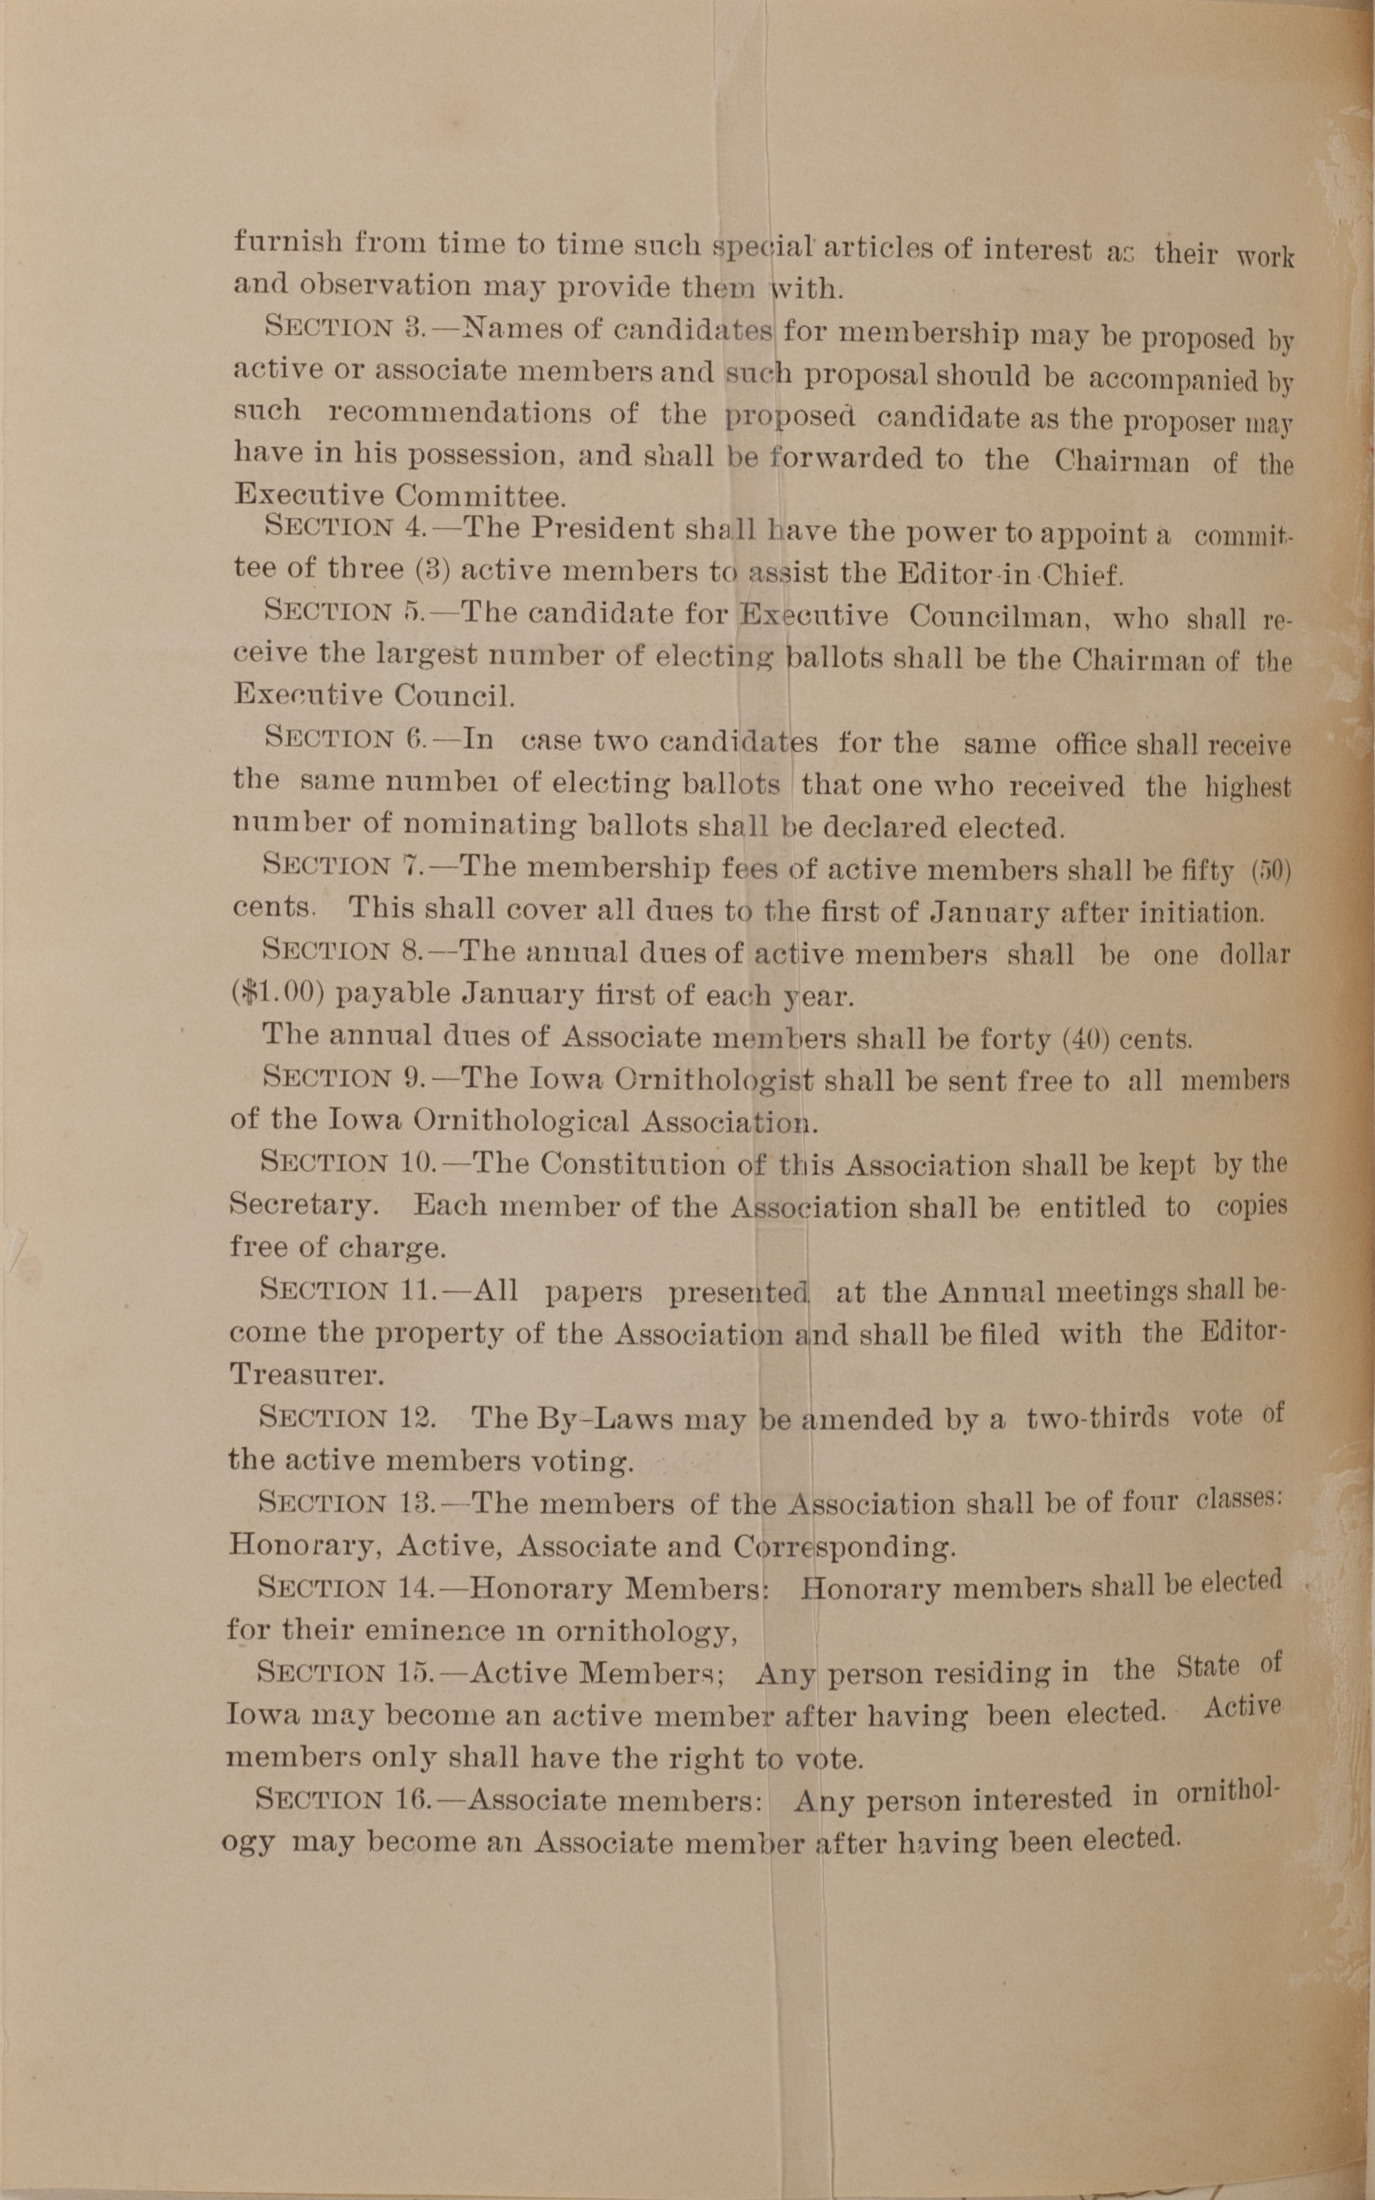 furnish from time to time such special articles of interest as their work
and observation may provide them with.
SECTION 3.—Names of candidates for membership may be proposed by
active or associate members and such proposal should be accompanied by
such recommendations of the proposed candidate as the proposer may
have in his possession, and shall be forwarded to the Chairman of the
Executive Committee.
SECTION 4.—The President shall have the power to appoint a commit-
tee of three (3) active members to assist the Editor-in-Chief.
SECTION 5.—The candidate for Executive Councilman, who shall re-
ceive the largest number of electing ballots shall be the Chairman of the
Executive Council.
SECTION 6.—In case two candidates for the same office shall receive
the same number of electing ballots that one who received the highest
number of nominating ballots shall be declared elected.
SECTION 7.—The membership fees of active members shall be fifty (50)
cents. This shall cover all dues to the first of January after initiation.
SECTION 8.—The annual dues of active members shall be one dollar
($1.00) payable January first of each year.
The annual dues of Associate members shall be forty (40) cents.
SECTION 9.—The Iowa Ornithologist shall be sent free to all members
of the Iowa Ornithological Association.
SECTION 10.—The Constitution of this Association shall be kept by the
Secretary. Each member of the Association shall be entitled to copies
free of charge.
SECTION 11.—All papers presented at the Annual meetings shall be-
come the property of the Association and shall be filed with the Editor-
Treasurer.
SECTION 12. The By-Laws may be amended by a two-thirds vote of
the active members voting.
SECTION 13.—The members of the Association shall be of four classes:
Honorary, Active, Associate and Corresponding.
SECTION 14.—Honorary Members: Honorary members shall be elected
for their eminence in ornithology,
SECTION 15.—Active Members; Any person residing in the State of
Iowa may become an active member after having been elected. Active
members only shall have the right to vote.
SECTION 16.—Associate members: Any person interested in ornithol-
ogy may become an Associate member after having been elected.